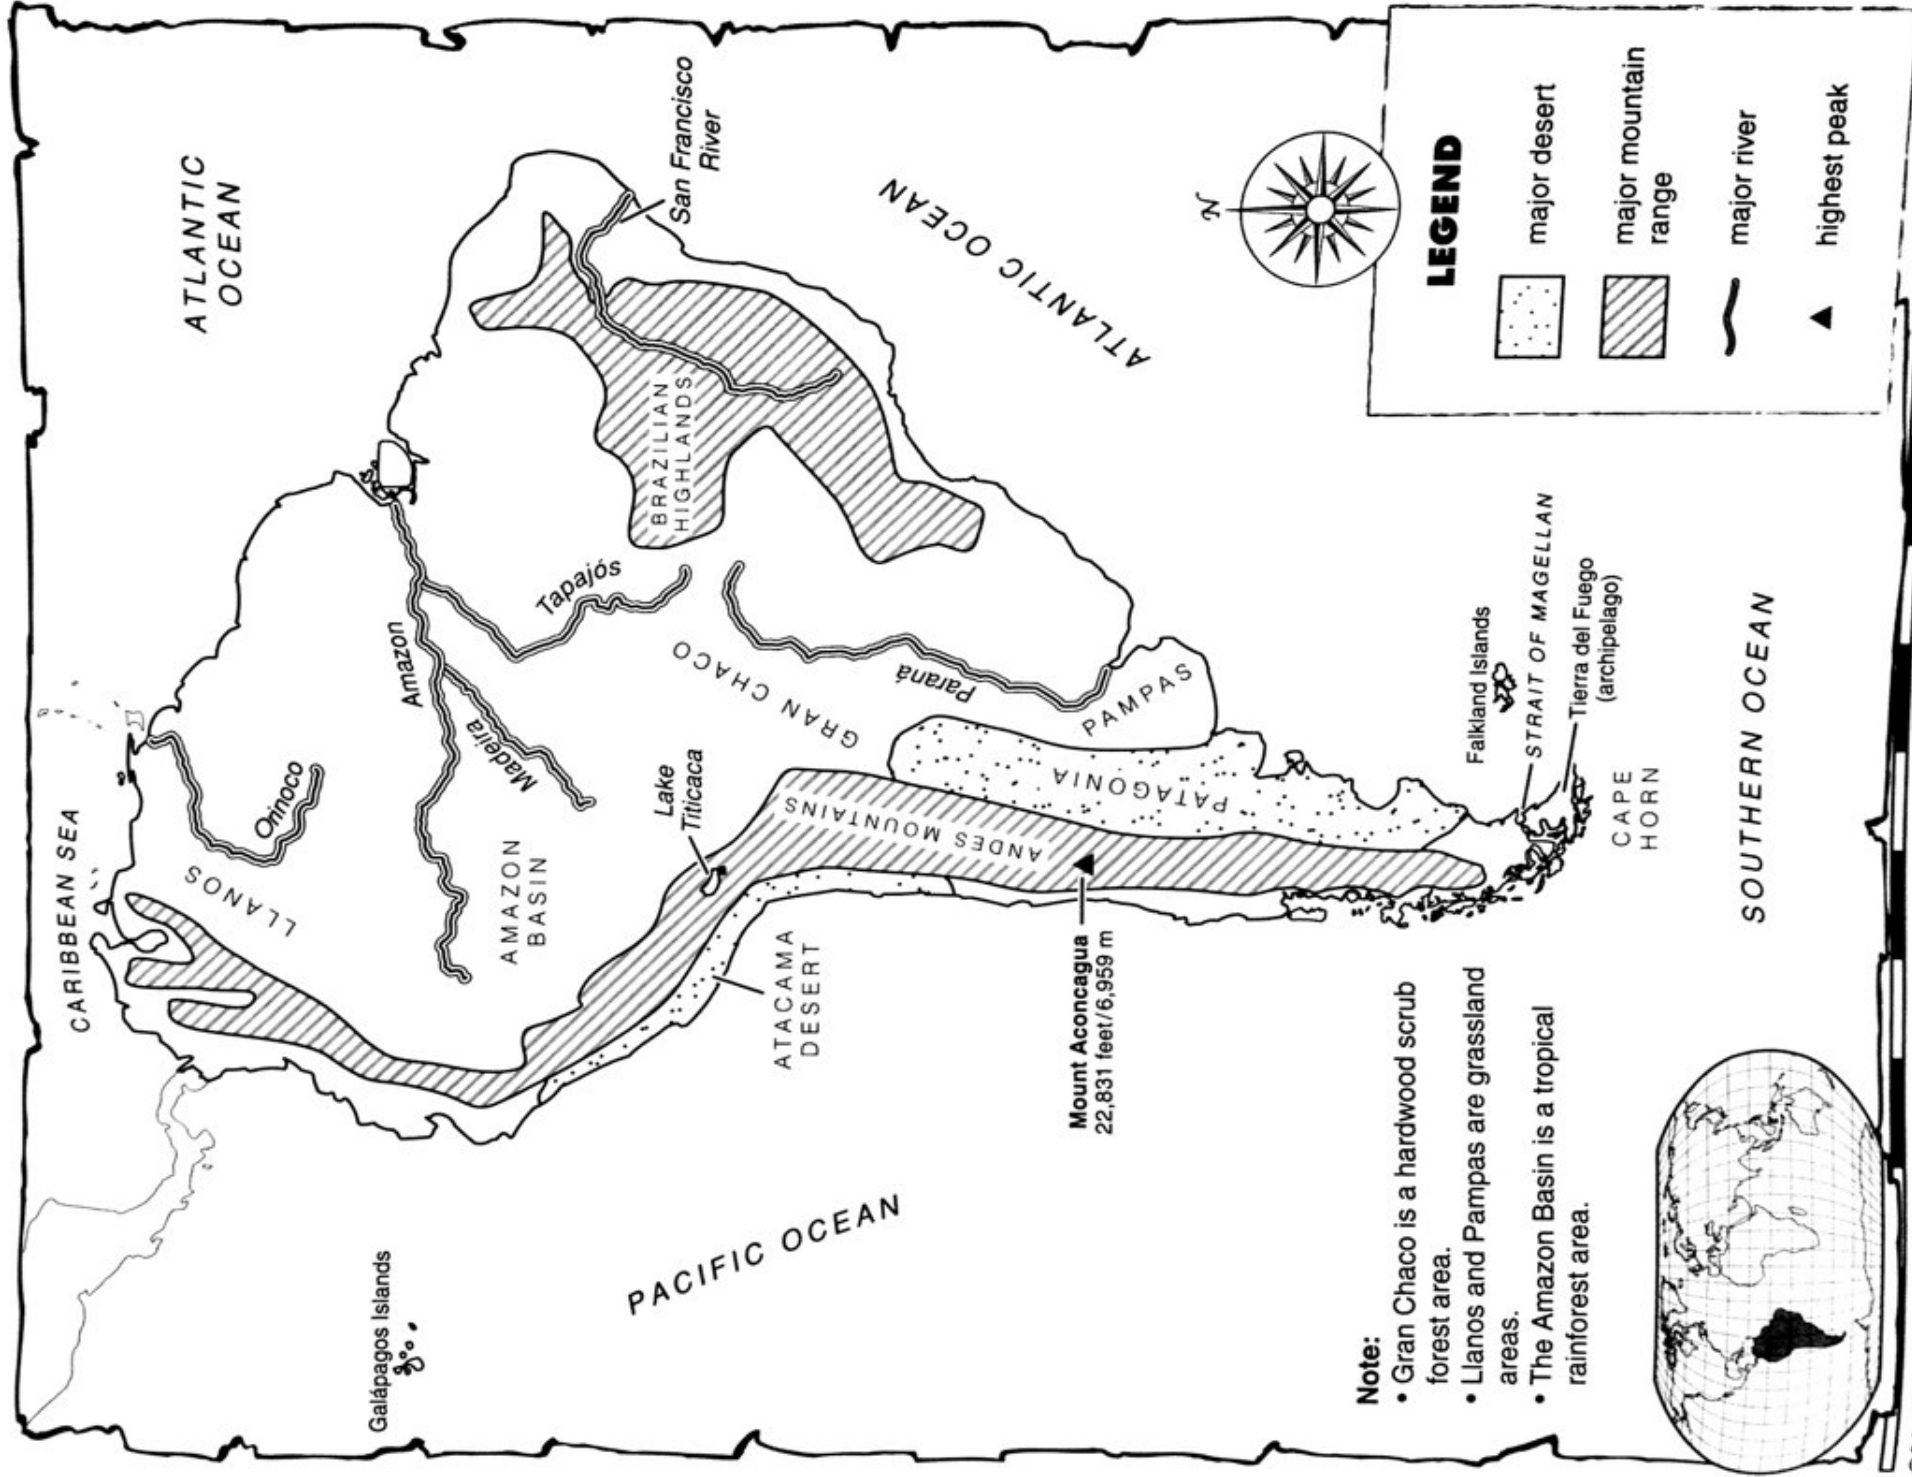 CARIBBEAN SEA
ATLANTIC
OCEAN
LLANOS
Orinoco
Galápagos Islands
Amazon
AMAZON
BASIN
Madeira
Tapajós
BRAZILIAN
HIGHLANDS
San Francisco
River
Lake
Titicaca
GRAN CHACO
PACIFIC OCEAN
ATACAMA
DESERT
ANDES MOUNTAINS
Paraná
ATLANTIC OCEAN
PAMPAS
PATAGONIA
Mount Aconcagua
22,831 feet/6,959 m
N
Falkland Islands
STRAIT OF MAGELLAN
Tierra del Fuego
(archipelago)
CAPE
HORN
SOUTHERN OCEAN
Note:
• Gran Chaco is a hardwood scrub
forest area.
• Llanos and Pampas are grassland
areas.
• The Amazon Basin is a tropical
rainforest area.
LEGEND
major desert
major mountain
range
major river
highest peak